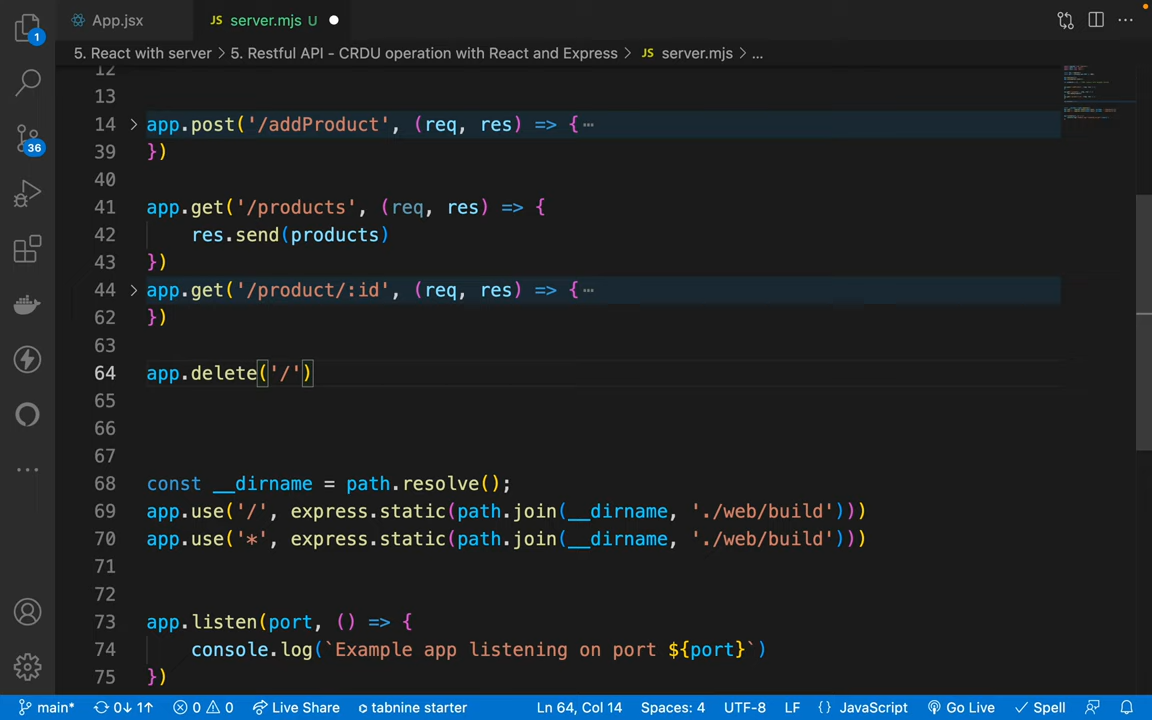 App.jsx
JS server.mjs U
1
5. React with server > 5. Restful API - CRDU operation with React and Express > JS server.mjs > ...
12
13
14 > app.post('/addProduct', (req, res) => {⋯
39 })
40
41 app.get('/products', (req, res) => {
42 res.send(products)
43 })
44 > app.get('/product/:id', (req, res) => {⋯
62 })
63
64 app.delete('/')
65
66
67
68 const __dirname = path.resolve();
69 app.use('/', express.static(path.join(__dirname, './web/build')))
70 app.use('*', express.static(path.join(__dirname, './web/build')))
71
72
73 app.listen(port, () => {
74 console.log(`Example app listening on port ${port}`)
75 })
36
main* 0↓ 1↑ 0 0 Live Share tabnine starter Ln 64, Col 14 Spaces: 4 UTF-8 LF {} JavaScript Go Live Spell